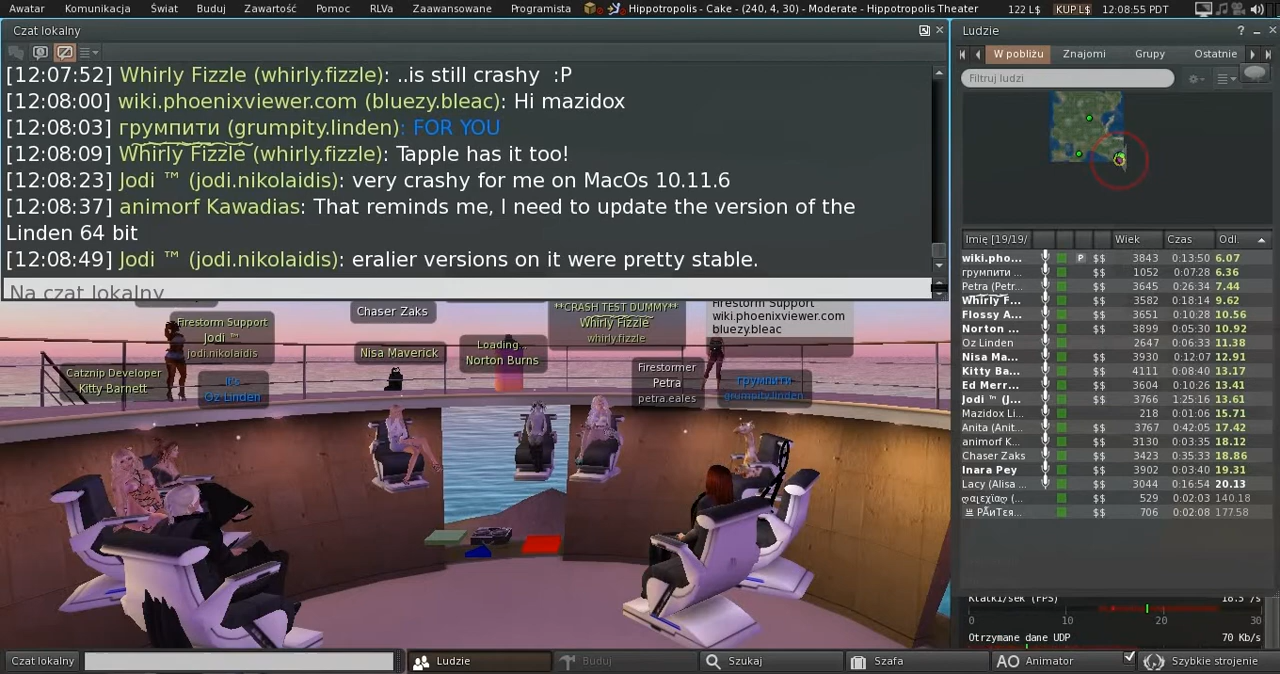 Awatar Komunikacja Świat Buduj Zawartość Pomoc RLVa Zaawansowane Programista Hippotropolis - Cake - (240, 4, 30) - Moderate - Hippotropolis Theater 122 L$ KUP L$ 12:08:55 PDT
Czat lokalny
[12:07:52] Whirly Fizzle (whirly.fizzle): ..is still crashy :P
[12:08:00] wiki.phoenixviewer.com (bluezy.bleac): Hi mazidox
[12:08:03] грумпити (grumpity.linden): FOR YOU
[12:08:09] Whirly Fizzle (whirly.fizzle): Tapple has it too!
[12:08:23] Jodi ™ (jodi.nikolaidis): very crashy for me on MacOs 10.11.6
[12:08:37] animorf Kawadias: That reminds me, I need to update the version of the
Linden 64 bit
[12:08:49] Jodi ™ (jodi.nikolaidis): eralier versions on it were pretty stable.
Na czat lokalny
Firestorm Support
Jodi ™
jodi.nikolaidis
Catznip Developer
Kitty Barnett
It's
Oz Linden
Chaser Zaks
Nisa Maverick
Loading...
Norton Burns
**CRASH TEST DUMMY**
Whirly Fizzle
whirly.fizzle
Firestorm Support
wiki.phoenixviewer.com
bluezy.bleac
Firestormer
Petra
petra.eales
грумпити
grumpity.linden
Ludzie
W pobliżu Znajomi Grupy Ostatnie
Filtruj ludzi
Imię [19/19/ Wiek Czas Odl.
wiki.pho... P $$ 3843 0:13:50 6.07
грумпити ... 1052 0:07:28 6.36
Petra (Petr... $$ 3645 0:26:34 7.44
Whirly F... $$ 3582 0:18:14 9.62
Flossy A... $$ 3651 0:10:28 10.56
Norton ... $$ 3899 0:05:30 10.92
Oz Linden 2647 0:06:33 11.38
Nisa Ma... $$ 3930 0:12:07 12.91
Kitty Ba... $$ 4111 0:08:40 13.17
Ed Merr... $$ 3604 0:10:26 13.41
Jodi ™ (J... $$ 3766 1:25:16 13.61
Mazidox Li... 218 0:01:06 15.71
Anita (Anit... $$ 3767 0:42:05 17.42
animorf K... $$ 3130 0:03:35 18.12
Chaser Zaks $$ 3423 0:35:33 18.86
Inara Pey $$ 3902 0:03:40 19.31
Lacy (Alisa ... $$ 3044 0:16:54 20.13
$$ 529 0:02:03 140.18
$$ 706 0:02:08 177.58
Klatki/sek (FPS) 18.5 /s
0 10 20 30
Otrzymane dane UDP 70 Kb/s
Czat lokalny Ludzie Buduj Szukaj Szafa AO Animator Szybkie strojenie